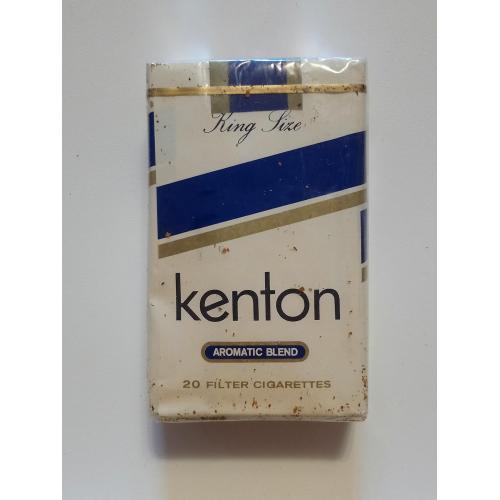 King Size
kenton
AROMATIC BLEND
20 FILTER CIGARETTES